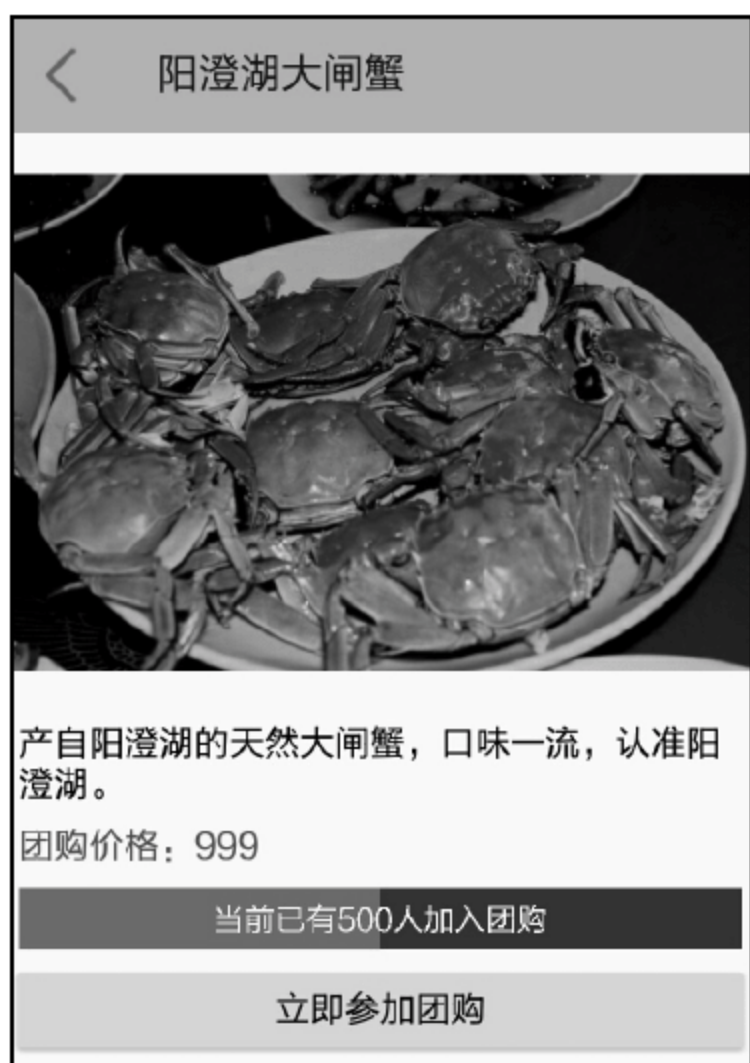 阳澄湖大闸蟹
产自阳澄湖的天然大闸蟹，口味一流，认准阳
澄湖。
团购价格：999
当前已有500人加入团购
立即参加团购